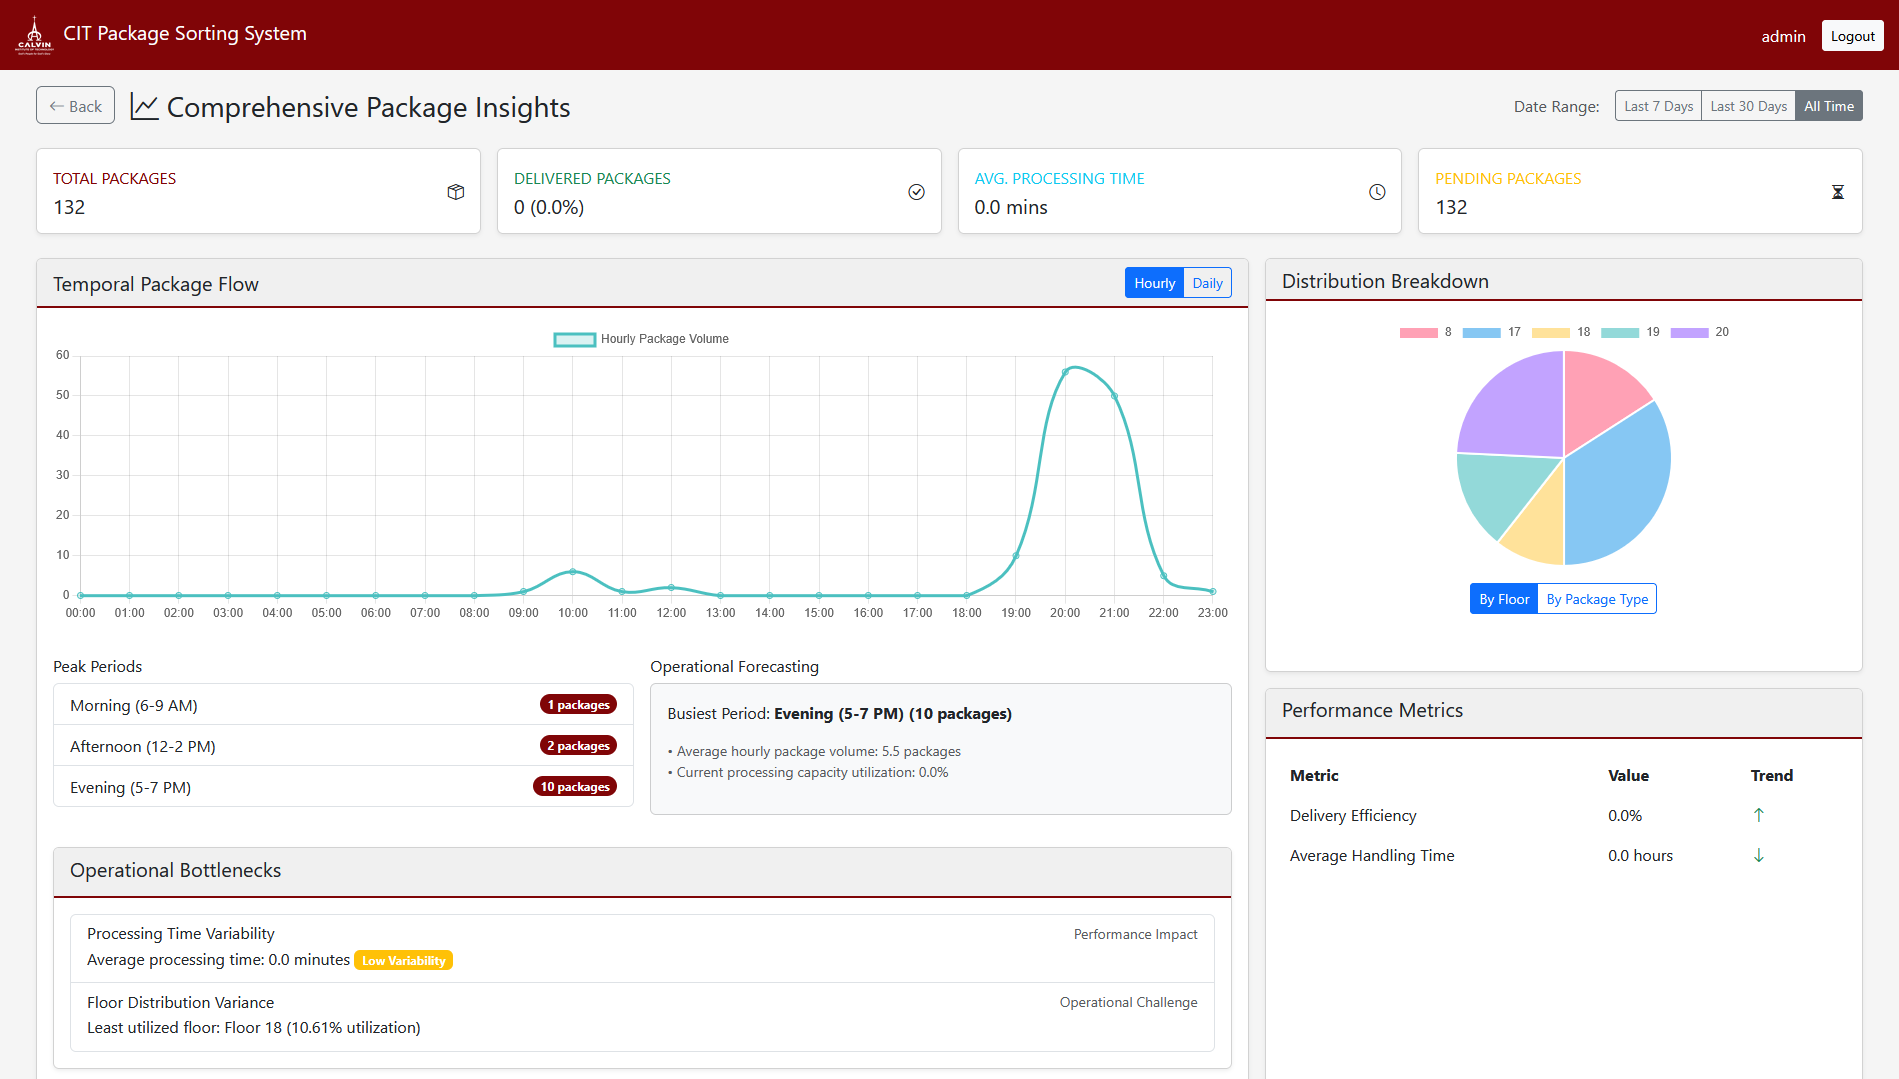 CALVIN
CIT Package Sorting System
admin
Logout
← Back
Comprehensive Package Insights
Date Range:
Last 7 Days
Last 30 Days
All Time
TOTAL PACKAGES
132
DELIVERED PACKAGES
0 (0.0%)
AVG. PROCESSING TIME
0.0 mins
PENDING PACKAGES
132
Temporal Package Flow
Hourly
Daily
Hourly Package Volume
60
50
40
30
20
10
0
00:00 01:00 02:00 03:00 04:00 05:00 06:00 07:00 08:00 09:00 10:00 11:00 12:00 13:00 14:00 15:00 16:00 17:00 18:00 19:00 20:00 21:00 22:00 23:00
Peak Periods
Morning (6-9 AM) 1 packages
Afternoon (12-2 PM) 2 packages
Evening (5-7 PM) 10 packages
Operational Forecasting
Busiest Period: Evening (5-7 PM) (10 packages)
• Average hourly package volume: 5.5 packages
• Current processing capacity utilization: 0.0%
Operational Bottlenecks
Processing Time Variability
Performance Impact
Average processing time: 0.0 minutes Low Variability
Floor Distribution Variance
Operational Challenge
Least utilized floor: Floor 18 (10.61% utilization)
Distribution Breakdown
8 17 18 19 20
By Floor
By Package Type
Performance Metrics
Metric Value Trend
Delivery Efficiency 0.0% ↑
Average Handling Time 0.0 hours ↓